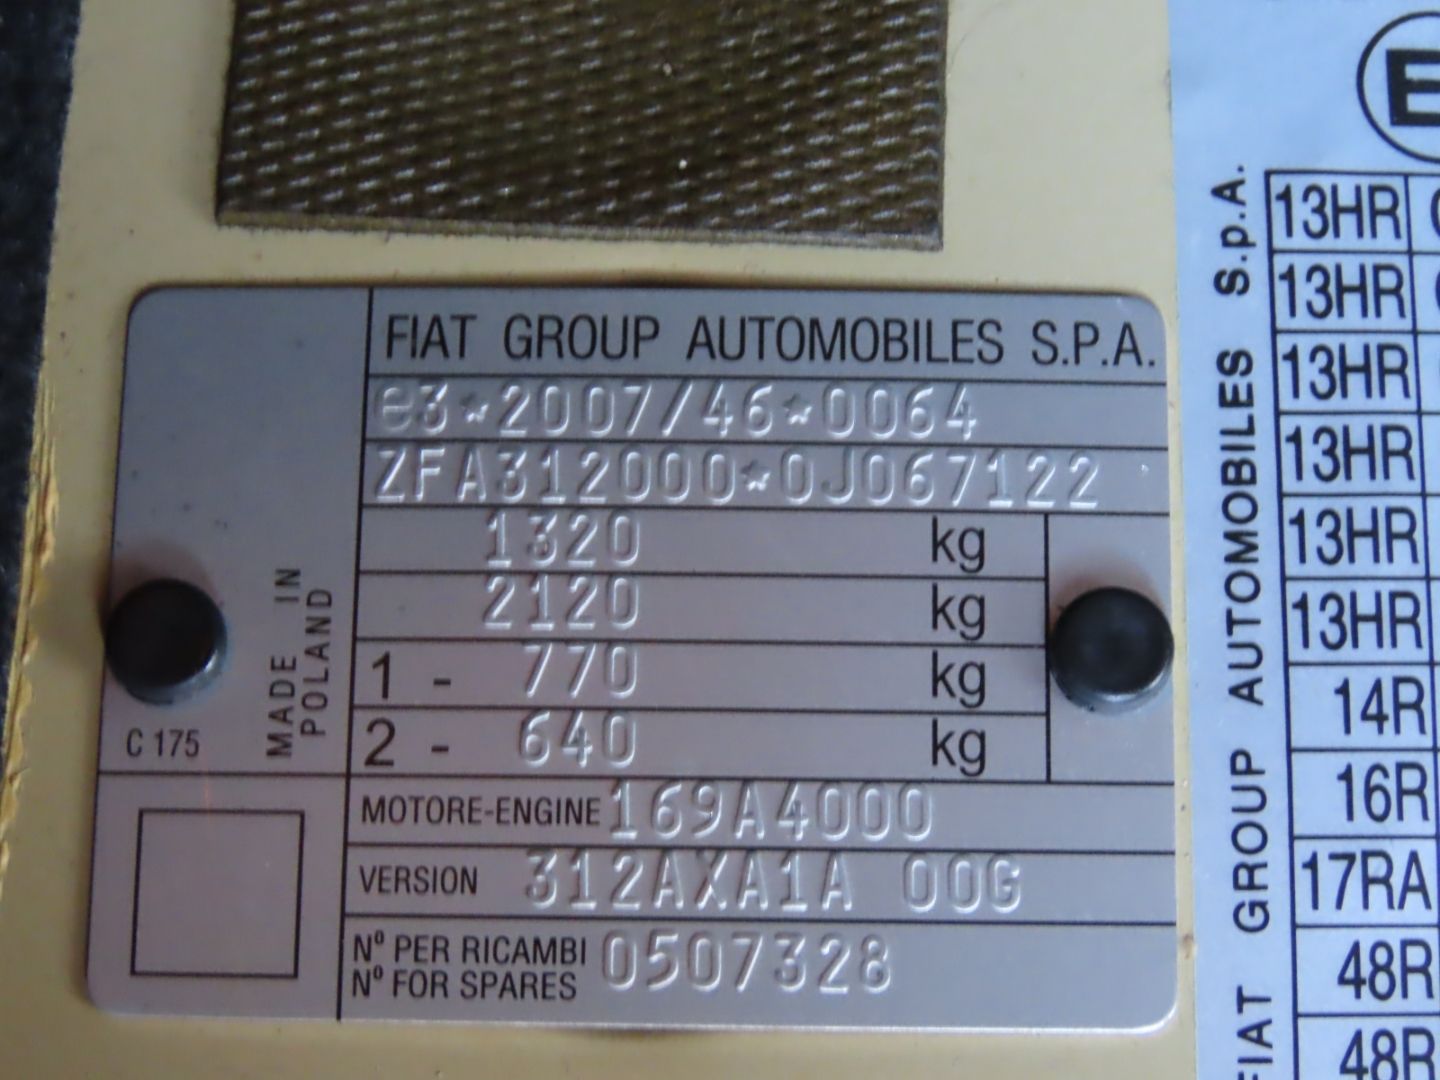 FIAT GROUP AUTOMOBILES S.P.A.
e3*2007/46*0064
ZFA312000*0J067122
1320 kg
2120 kg
1 - 770 kg
2 - 640 kg
MOTORE-ENGINE 169A4000
VERSION 312AXA1A 00G
Nº PER RICAMBI
Nº FOR SPARES 0507328
MADE IN
POLAND
C 175
E
FIAT GROUP AUTOMOBILES S.p.A.
13HR
13HR
13HR
13HR
13HR
13HR
14R
16R
17RA
48R
48R